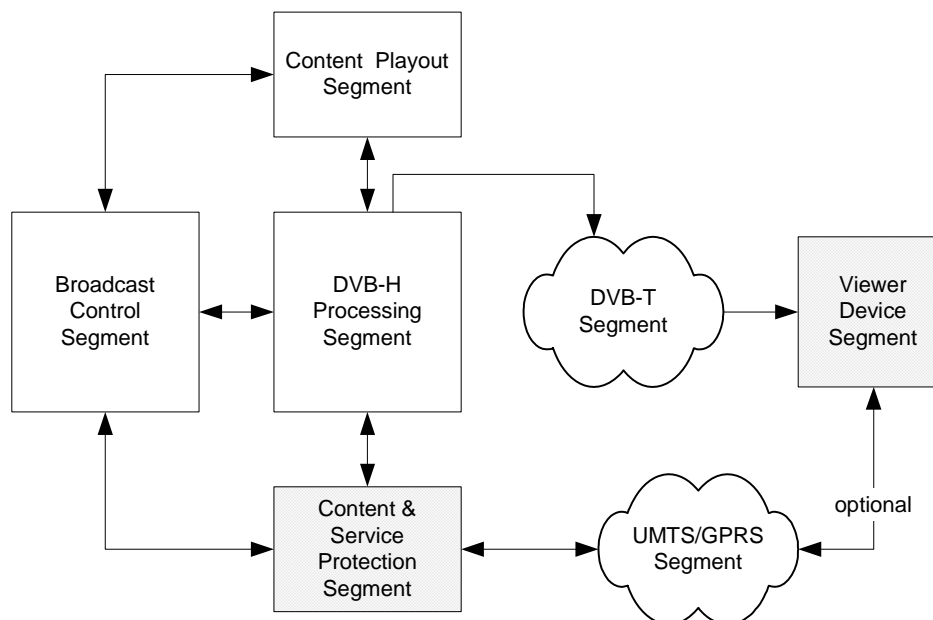 Content Playout
Segment
Broadcast
Control
Segment
DVB-H
Processing
Segment
DVB-T
Segment
Viewer
Device
Segment
Content &
Service
Protection
Segment
UMTS/GPRS
Segment
optional